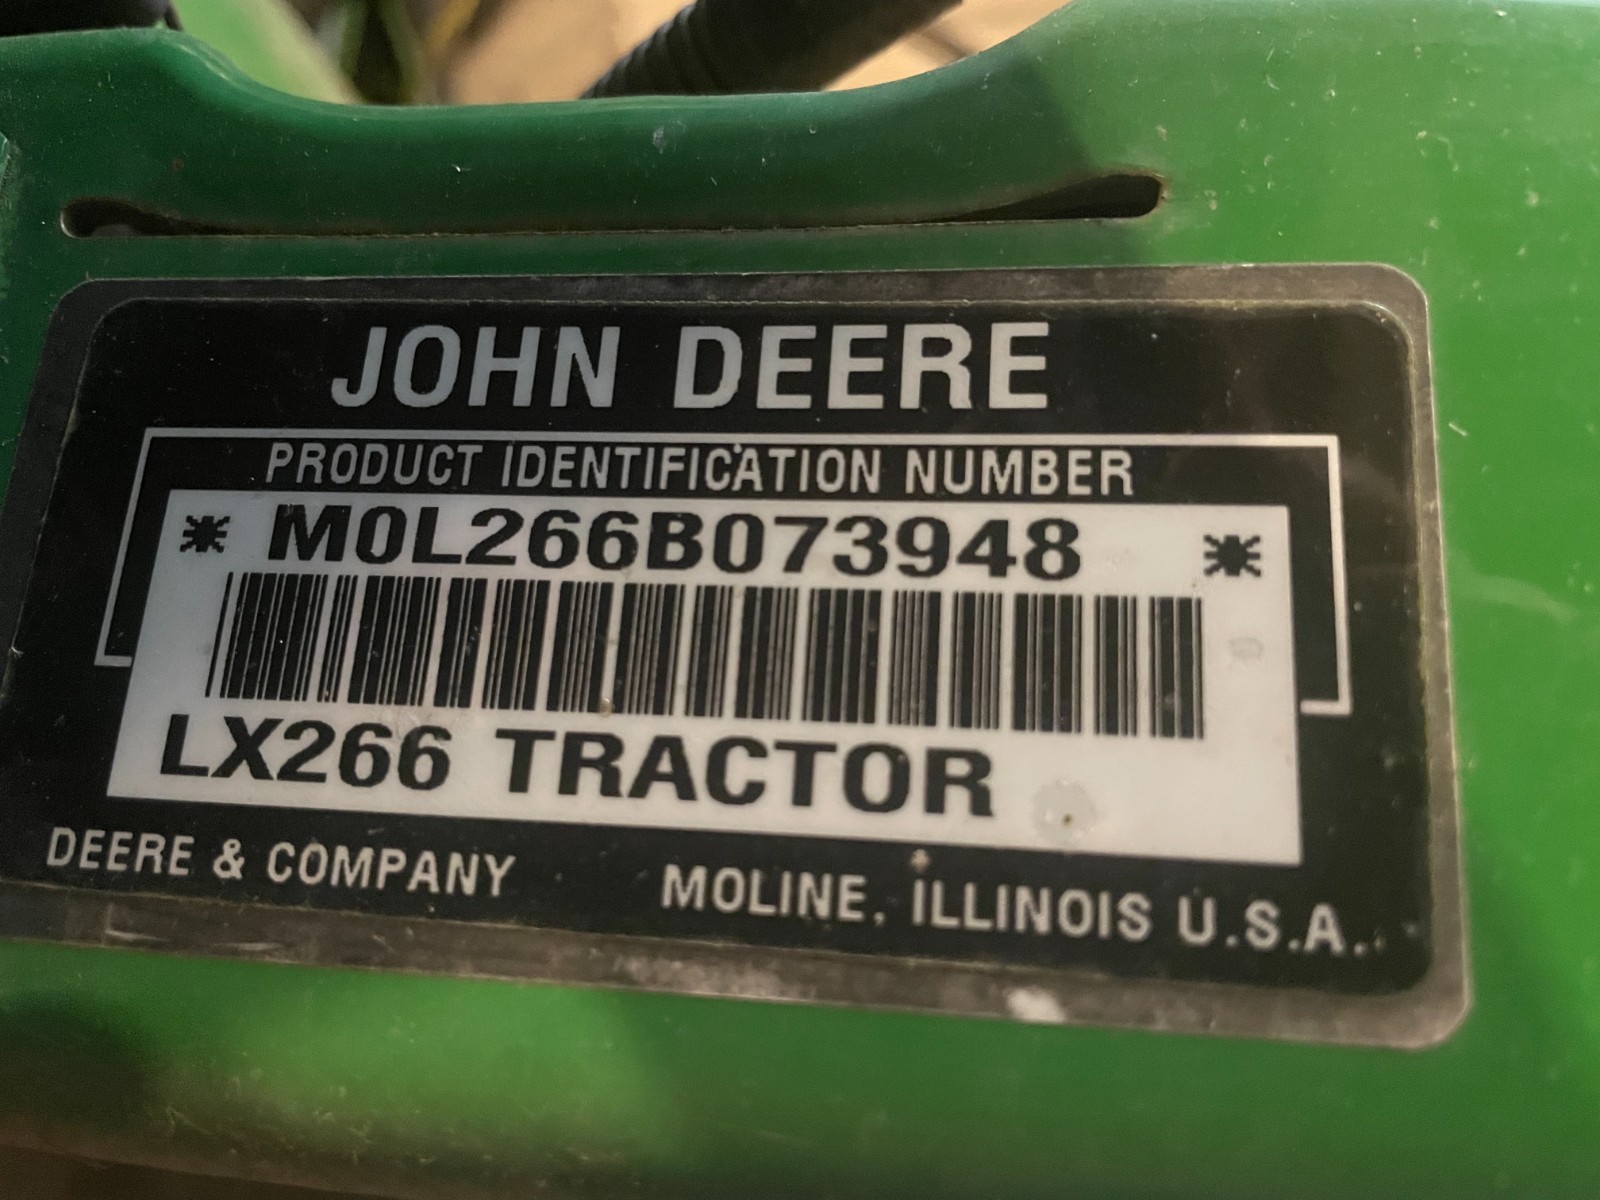 JOHN DEERE
PRODUCT IDENTIFICATION NUMBER
* M0L266B073948 *
LX266 TRACTOR
DEERE & COMPANY MOLINE, ILLINOIS U.S.A.